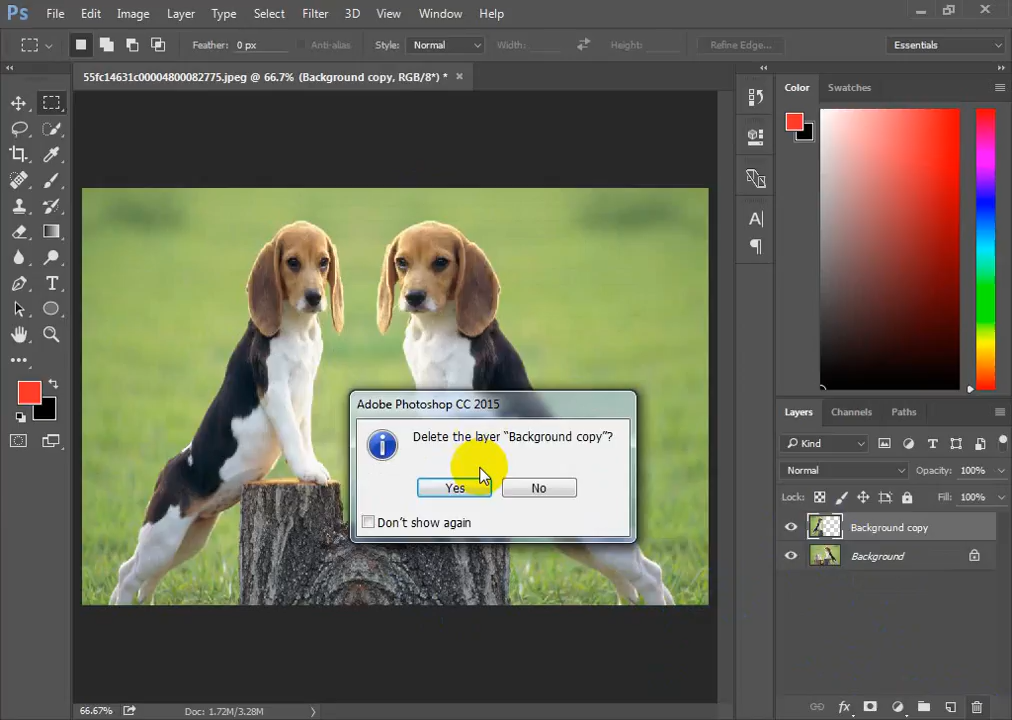 Ps File Edit Image Layer Type Select Filter 3D View Window Help
Feather: 0 px Anti-alias Style: Normal Width: Height: Refine Edge... Essentials
55fc14631c00004800082775.jpeg @ 66.7% (Background copy, RGB/8*) * ×
Color Swatches
Adobe Photoshop CC 2015
Delete the layer "Background copy"?
Yes No
Don't show again
Layers Channels Paths
Kind
Normal Opacity: 100%
Lock: Fill: 100%
Background copy
Background
66.67% Doc: 1.72M/3.28M